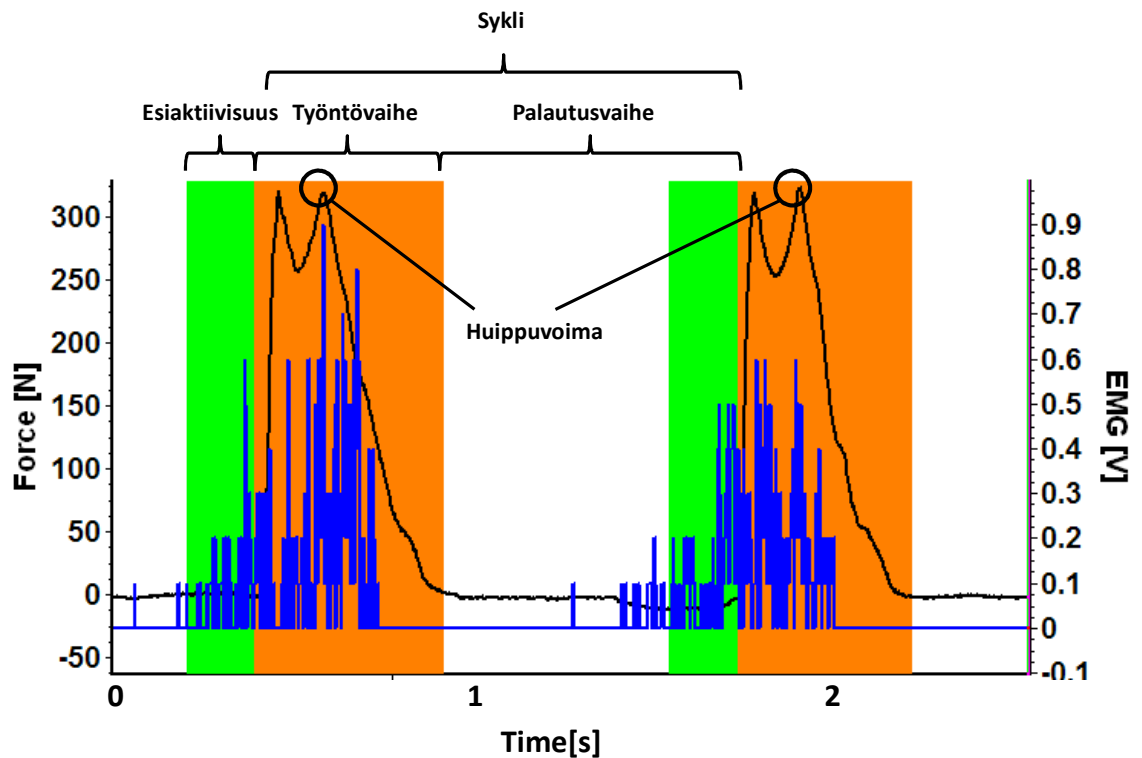 Sykli
Esiaktiivisuus Työntövaihe Palautusvaihe
Huippuvoima
Force [N]
300
250
200
150
100
50
0
-50
EMG [V]
0.9
0.8
0.7
0.6
0.5
0.4
0.3
0.2
0.1
0
-0.1
0 1 2
Time[s]